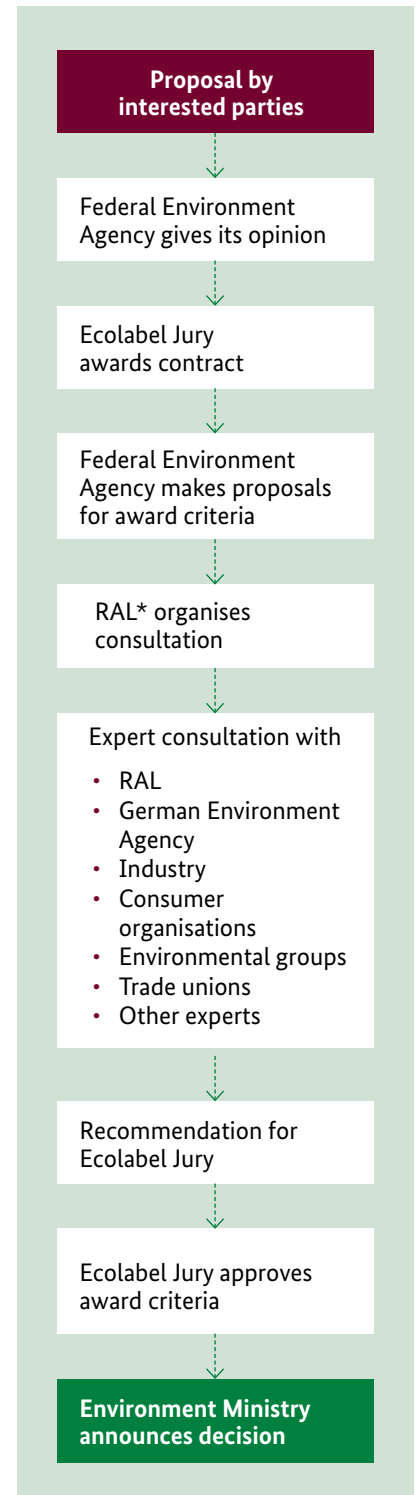 Proposal by
interested parties
Federal Environment
Agency gives its opinion
Ecolabel Jury
awards contract
Federal Environment
Agency makes proposals
for award criteria
RAL* organises
consultation
Expert consultation with
• RAL
• German Environment
Agency
• Industry
• Consumer
organisations
• Environmental groups
• Trade unions
• Other experts
Recommendation for
Ecolabel Jury
Ecolabel Jury approves
award criteria
Environment Ministry
announces decision